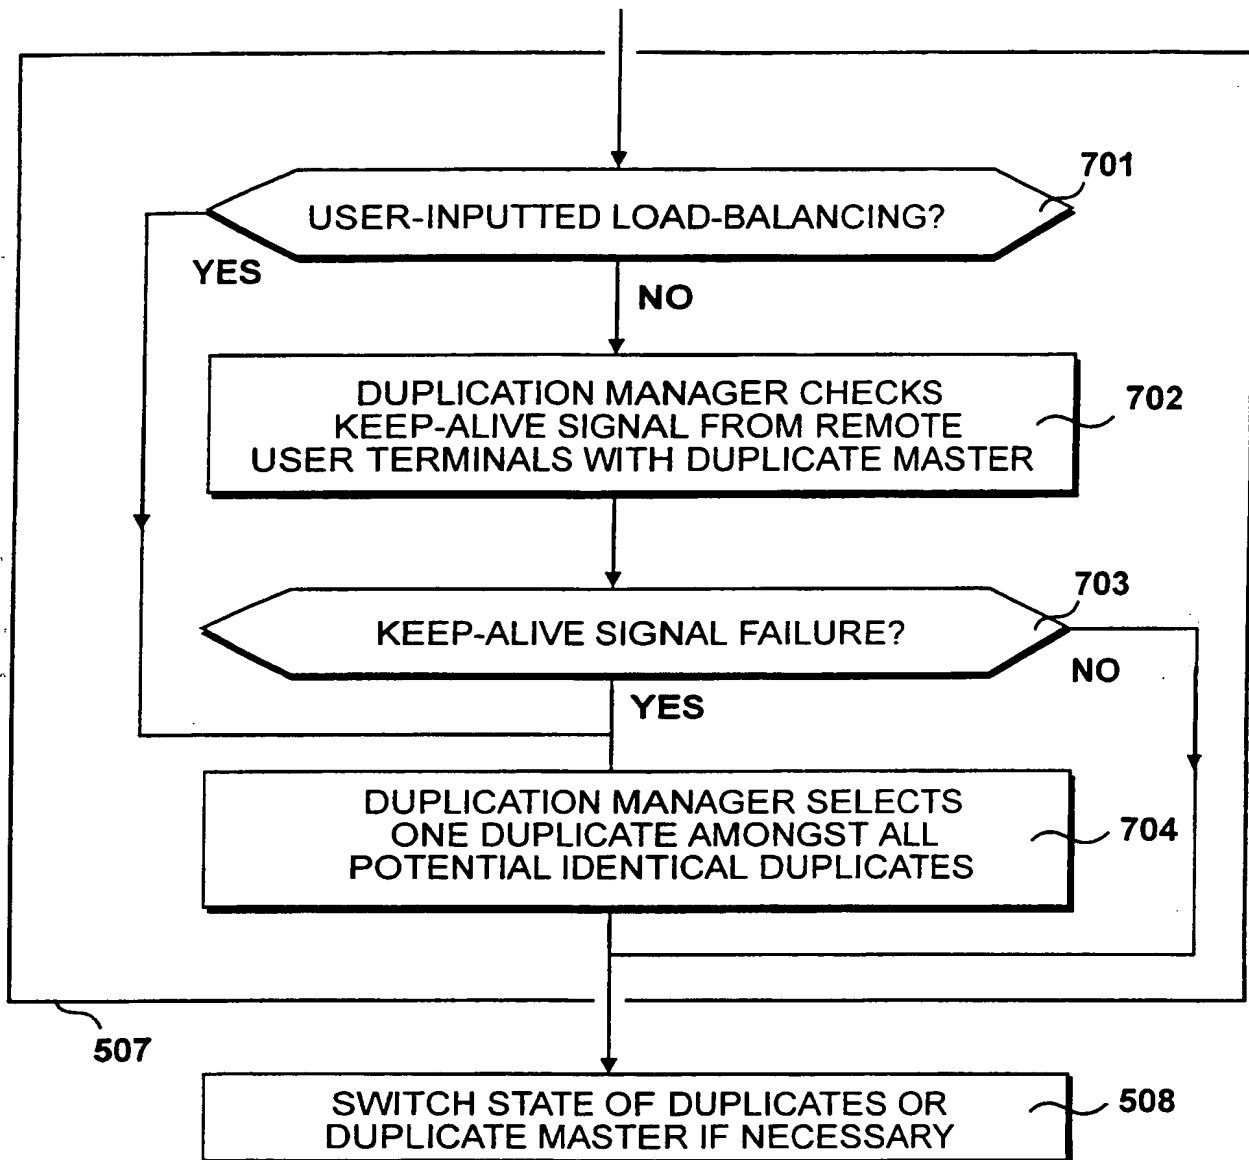 701
USER-INPUTTED LOAD-BALANCING?
YES
NO
DUPLICATION MANAGER CHECKS
KEEP-ALIVE SIGNAL FROM REMOTE
USER TERMINALS WITH DUPLICATE MASTER
702
703
KEEP-ALIVE SIGNAL FAILURE?
NO
YES
DUPLICATION MANAGER SELECTS
ONE DUPLICATE AMONGST ALL
POTENTIAL IDENTICAL DUPLICATES
704
507
SWITCH STATE OF DUPLICATES OR
DUPLICATE MASTER IF NECESSARY
508